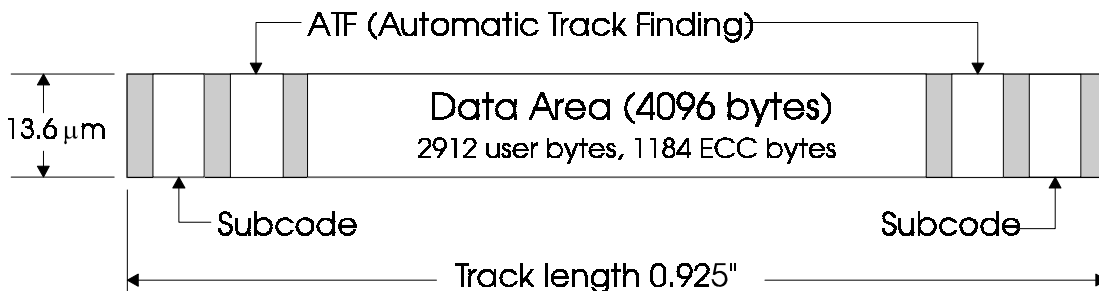 ATF (Automatic Track Finding)
Data Area (4096 bytes)
13.6 μm
2912 user bytes, 1184 ECC bytes
Subcode
Subcode
Track length 0.925"